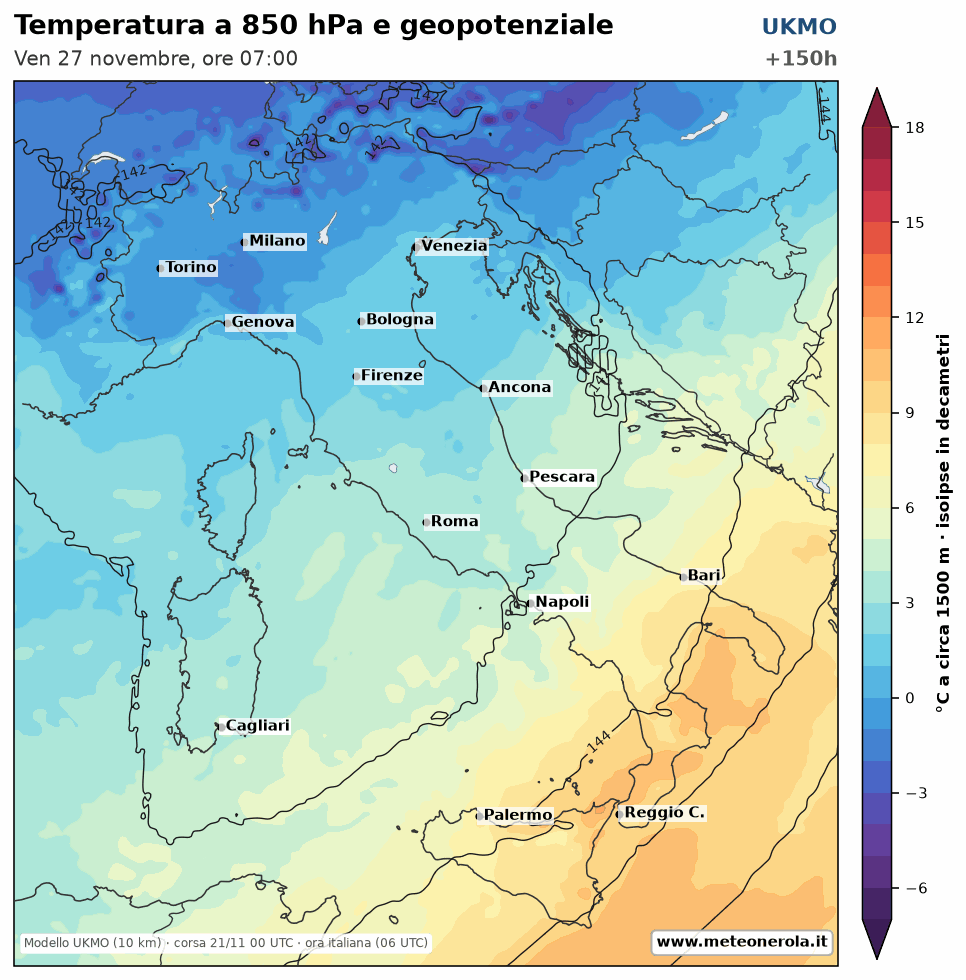 Temperatura a 850 hPa e geopotenziale
UKMO
Ven 27 novembre, ore 07:00
+150h
142
144
142
142
142
142
Milano
Venezia
Torino
Genova
Bologna
Firenze
Ancona
Pescara
Roma
Bari
Napoli
Cagliari
144
Palermo
Reggio C.
18
15
12
9
6
3
0
−3
−6
°C a circa 1500 m · isoipse in decametri
Modello UKMO (10 km) · corsa 21/11 00 UTC · ora italiana (06 UTC)
www.meteonerola.it